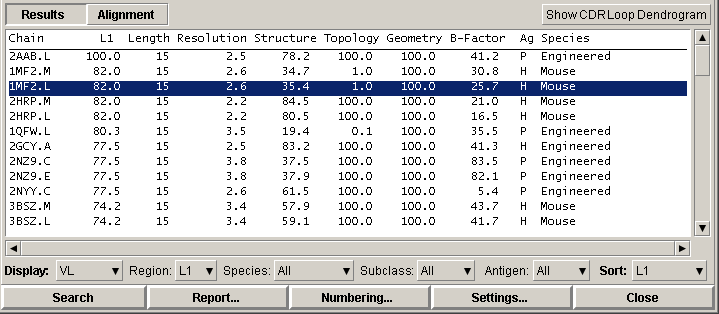 Results Alignment Show CDR Loop Dendrogram
Chain L1 Length Resolution Structure Topology Geometry B-Factor Ag Species
2AAB.L 100.0 15 2.5 78.2 100.0 100.0 41.2 P Engineered
1MF2.M 82.0 15 2.6 34.7 1.0 100.0 30.8 H Mouse
1MF2.L 82.0 15 2.6 35.4 1.0 100.0 25.7 H Mouse
2HRP.M 82.0 15 2.2 84.5 100.0 100.0 21.0 H Mouse
2HRP.L 82.0 15 2.2 80.5 100.0 100.0 16.5 H Mouse
1QFW.L 80.3 15 3.5 19.4 0.1 100.0 35.5 P Engineered
2GCY.A 77.5 15 2.5 83.2 100.0 100.0 41.3 H Engineered
2NZ9.C 77.5 15 3.8 37.5 100.0 100.0 83.5 P Engineered
2NZ9.E 77.5 15 3.8 37.9 100.0 100.0 82.1 P Engineered
2NYY.C 77.5 15 2.6 61.5 100.0 100.0 5.4 P Engineered
3BSZ.M 74.2 15 3.4 57.9 100.0 100.0 43.7 H Mouse
3BSZ.L 74.2 15 3.4 59.1 100.0 100.0 41.7 H Mouse
Display: VL Region: L1 Species: All Subclass: All Antigen: All Sort: L1
Search Report... Numbering... Settings... Close